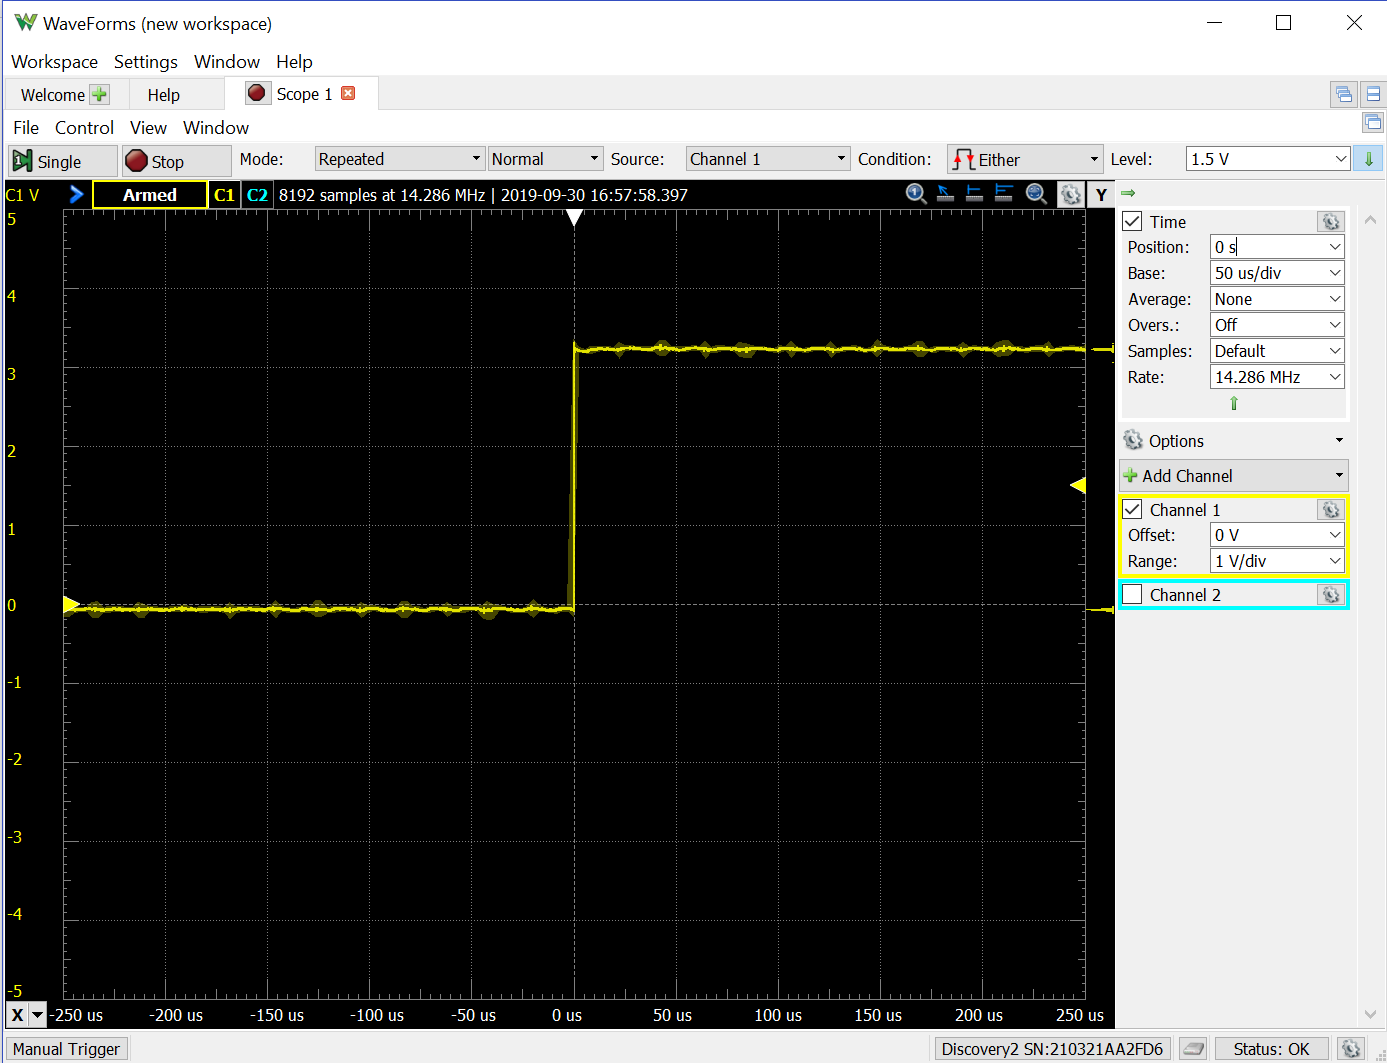 WaveForms (new workspace)
Workspace Settings Window Help
Welcome Help Scope 1
File Control View Window
Single Stop Mode: Repeated Normal Source: Channel 1 Condition: Either Level: 1.5 V
C1 V Armed C1 C2 8192 samples at 14.286 MHz | 2019-09-30 16:57:58.397 Y
5
4
3
2
1
0
-1
-2
-3
-4
-5
X -250 us -200 us -150 us -100 us -50 us 0 us 50 us 100 us 150 us 200 us 250 us
Time
Position: 0 s
Base: 50 us/div
Average: None
Overs.: Off
Samples: Default
Rate: 14.286 MHz
Options
Add Channel
Channel 1
Offset: 0 V
Range: 1 V/div
Channel 2
Manual Trigger Discovery2 SN:210321AA2FD6 Status: OK